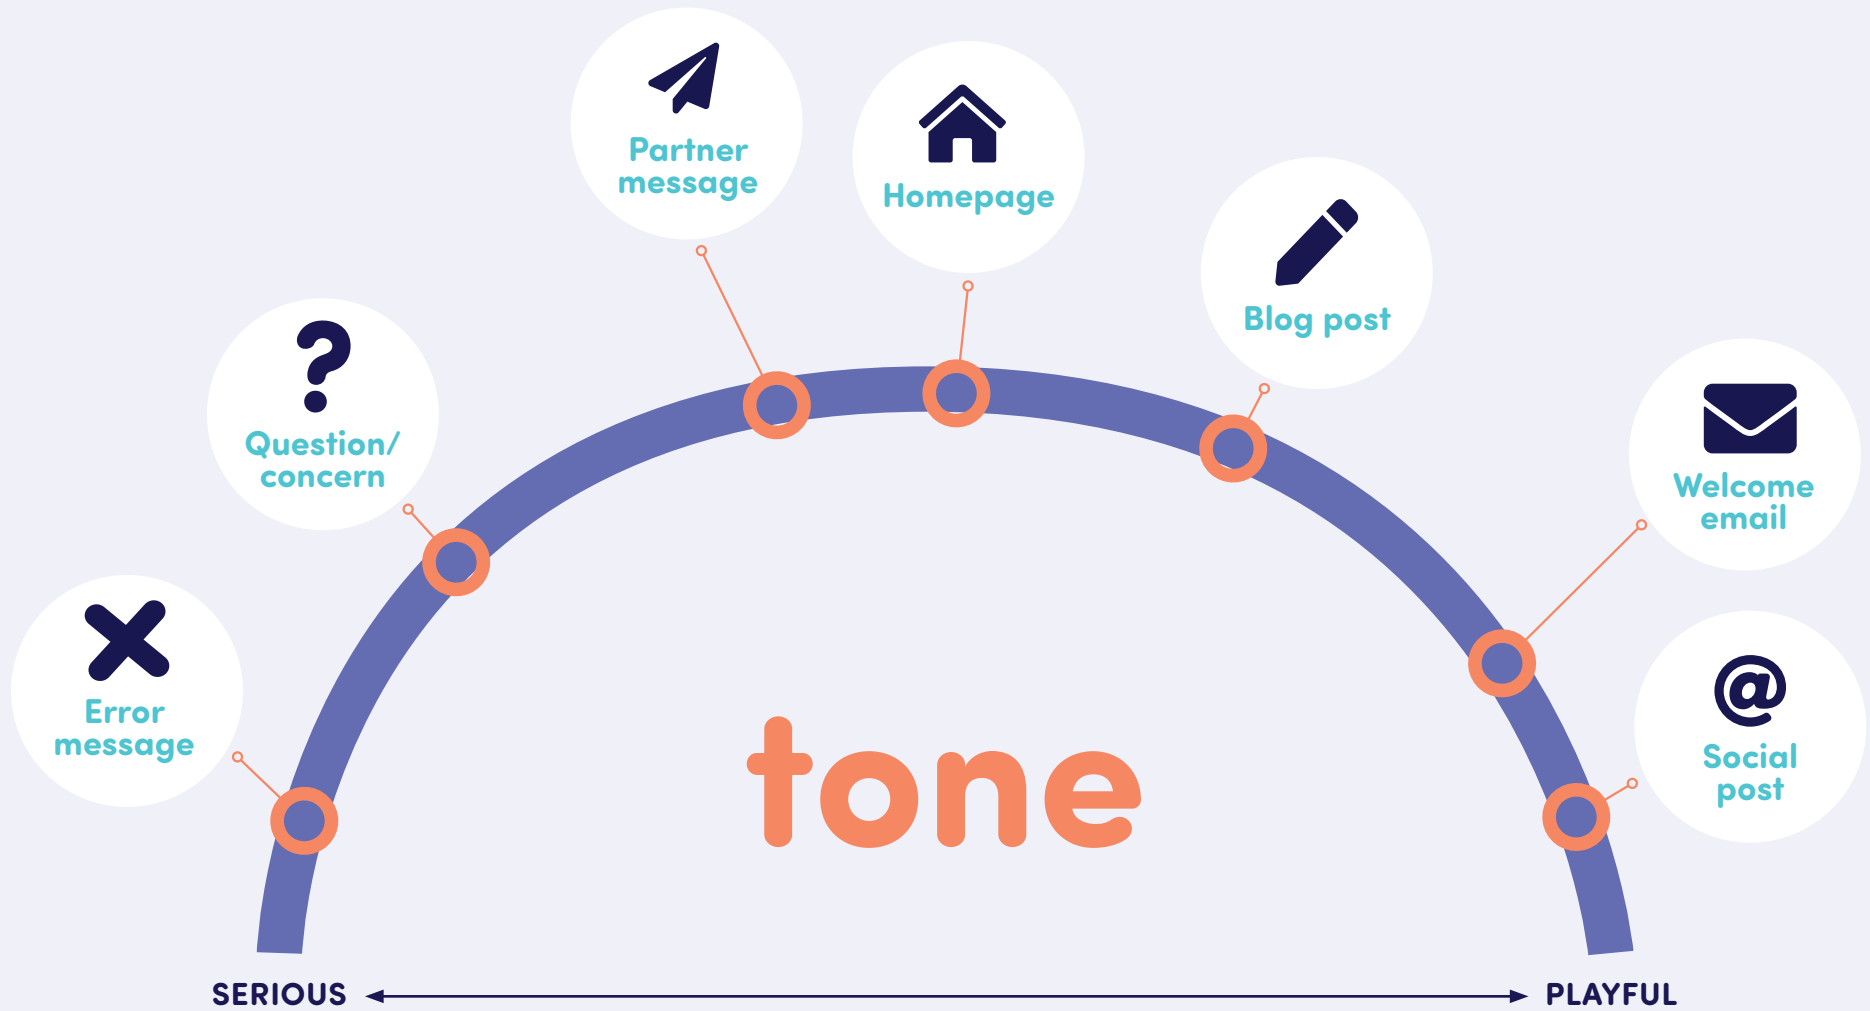 Partner
message
Homepage
Blog post
Question/
concern
Welcome
email
Error
message
@
Social
post
tone
SERIOUS
PLAYFUL